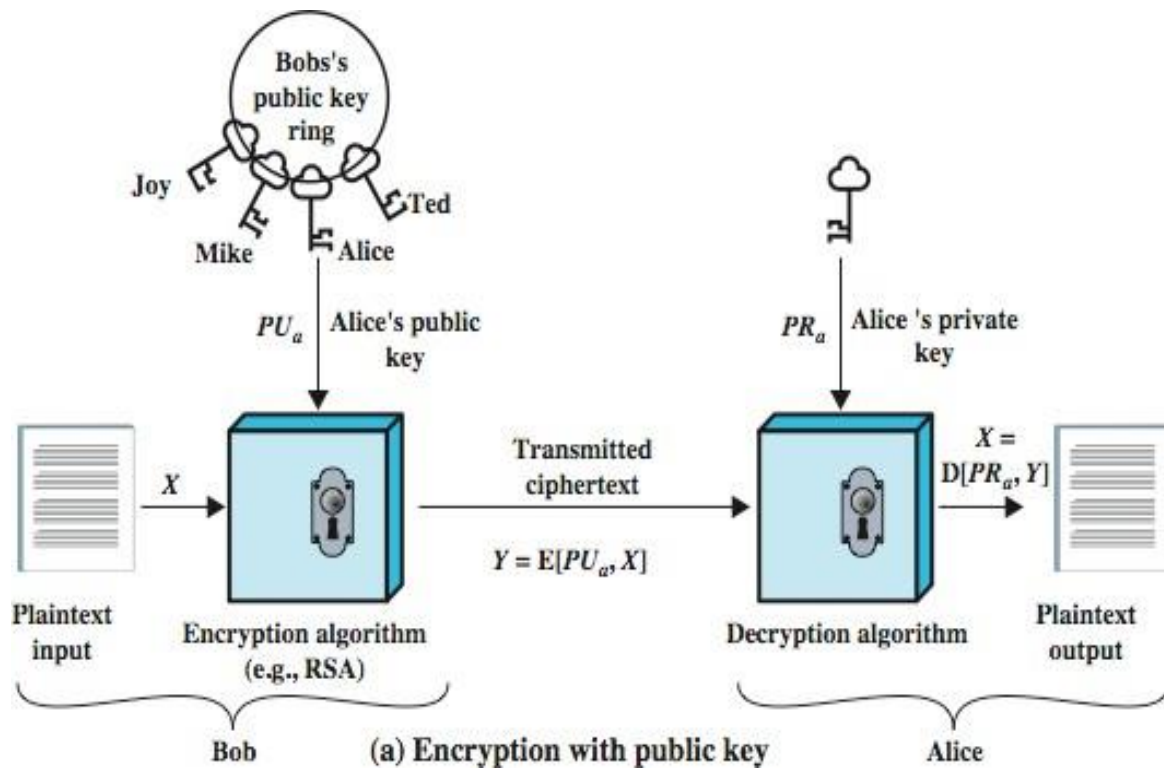 Bobs's
public key
ring
Joy
Ted
Mike
Alice
PUa
Alice's public
key
PRa
Alice 's private
key
X
Transmitted
ciphertext
X =
D[PRa, Y]
Y = E[PUa, X]
Plaintext
input
Encryption algorithm
(e.g., RSA)
Decryption algorithm
Plaintext
output
Bob
(a) Encryption with public key
Alice